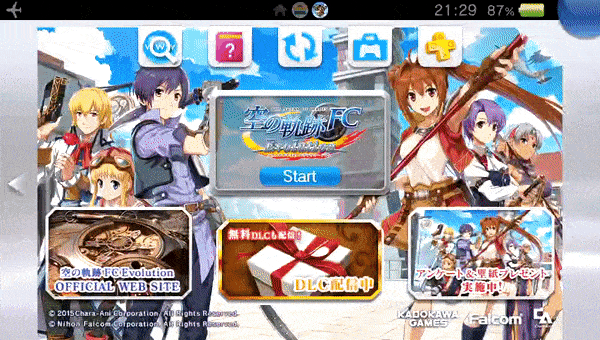 21:29 87%
W
?
空の軌跡FC
Start
空の軌跡FC Evolution
OFFICIAL WEB SITE
無料DLCも配信!
DLC配信中
アンケート&壁紙プレゼント
実施中!
© 2015Chara-Ani Corporation. All Rights Reserved.
© Nihon Falcom Corporation. All Rights Reserved.
KADOKAWA
GAMES
Falcom
CA